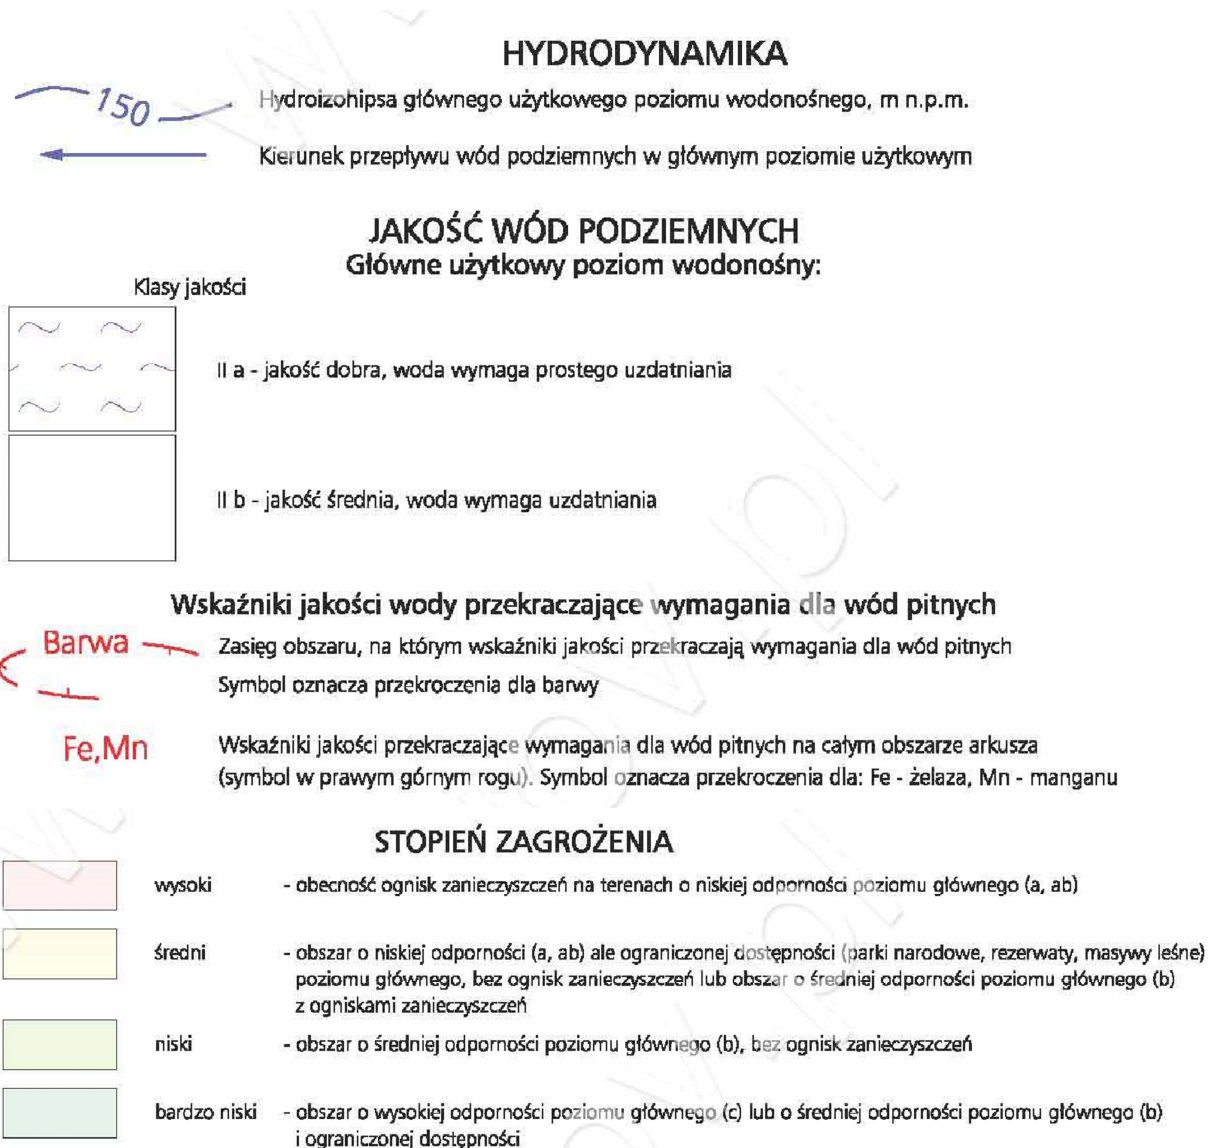 HYDRODYNAMIKA
150 Hydroizohipsa głównego użytkowego poziomu wodonośnego, m n.p.m.
Kierunek przepływu wód podziemnych w głównym poziomie użytkowym
JAKOŚĆ WÓD PODZIEMNYCH
Główne użytkowy poziom wodonośny:
Klasy jakości
II a - jakość dobra, woda wymaga prostego uzdatniania
II b - jakość średnia, woda wymaga uzdatniania
Wskaźniki jakości wody przekraczające wymagania dla wód pitnych
Barwa Zasięg obszaru, na którym wskaźniki jakości przekraczają wymagania dla wód pitnych
Symbol oznacza przekroczenia dla barwy
Fe,Mn Wskaźniki jakości przekraczające wymagania dla wód pitnych na całym obszarze arkusza
(symbol w prawym górnym rogu). Symbol oznacza przekroczenia dla: Fe - żelaza, Mn - manganu
STOPIEŃ ZAGROŻENIA
wysoki - obecność ognisk zanieczyszczeń na terenach o niskiej odporności poziomu głównego (a, ab)
średni - obszar o niskiej odporności (a, ab) ale ograniczonej dostępności (parki narodowe, rezerwaty, masywy leśne)
poziomu głównego, bez ognisk zanieczyszczeń lub obszar o średniej odporności poziomu głównego (b)
z ogniskami zanieczyszczeń
niski - obszar o średniej odporności poziomu głównego (b), bez ognisk zanieczyszczeń
bardzo niski - obszar o wysokiej odporności poziomu głównego (c) lub o średniej odporności poziomu głównego (b)
i ograniczonej dostępności